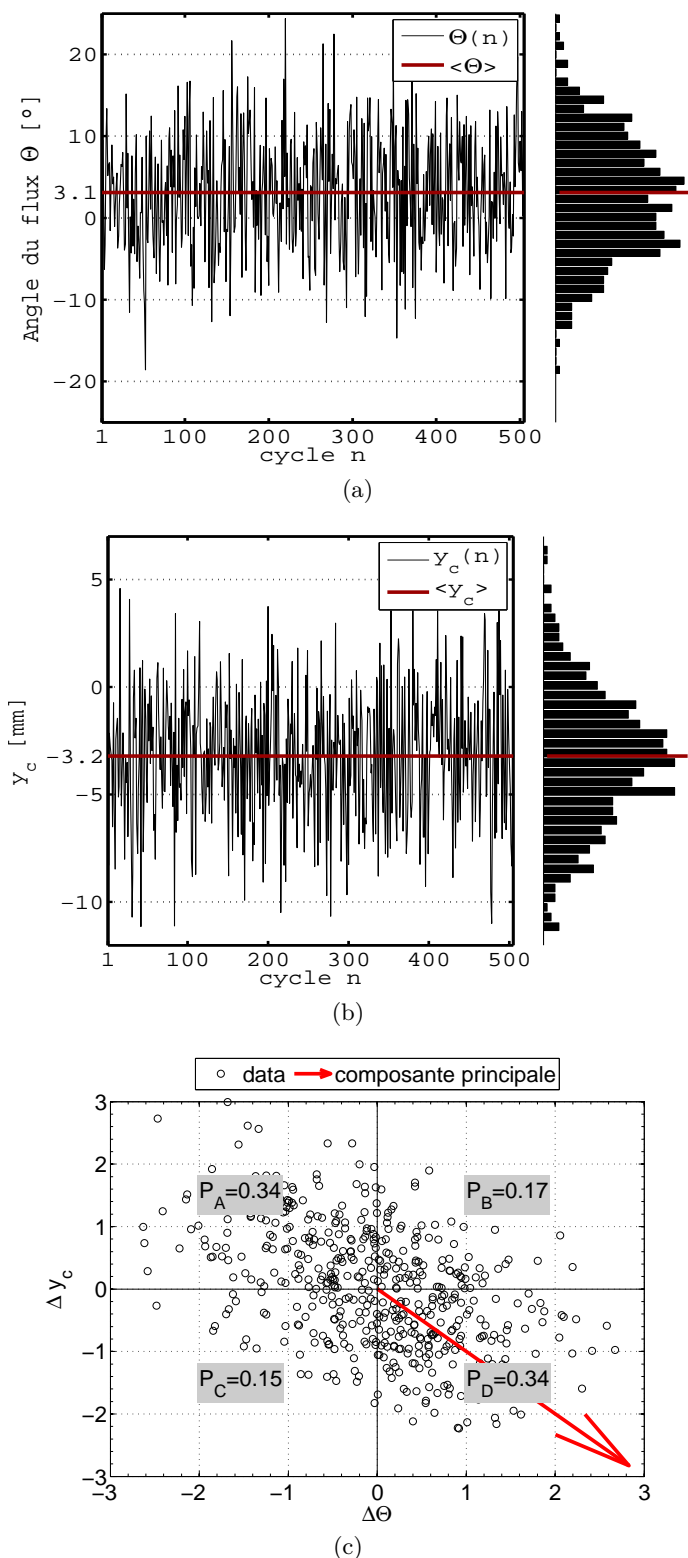 Θ(n)
<Θ>
Angle du flux Θ [º]
20
10
3.1
0
−10
−20
1 100 200 300 400 500
cycle n
(a)
y_c(n)
<y_c>
y_c [mm]
5
0
−3.2
−5
−10
1 100 200 300 400 500
cycle n
(b)
data composante principale
Δ y_c
3
2
1
0
−1
−2
−3
P_A=0.34
P_B=0.17
P_C=0.15
P_D=0.34
−3 −2 −1 0 1 2 3
ΔΘ
(c)